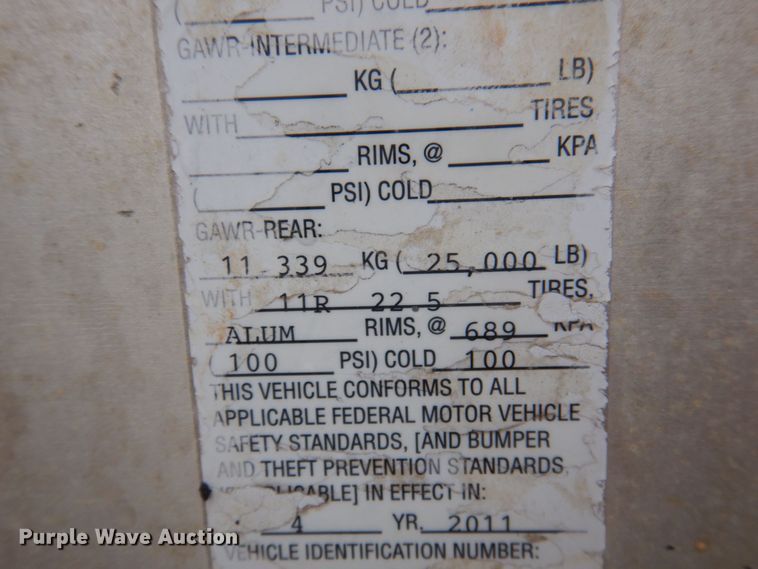 ( PSI) COLD
GAWR-INTERMEDIATE (2):
KG ( LB)
WITH TIRES
RIMS, @ KPA
( PSI) COLD
GAWR-REAR:
11 339 KG ( 25,000 LB)
WITH 11R 22.5 TIRES,
ALUM RIMS, @ 689 KPA
(100 PSI) COLD 100
THIS VEHICLE CONFORMS TO ALL
APPLICABLE FEDERAL MOTOR VEHICLE
SAFETY STANDARDS, [AND BUMPER
AND THEFT PREVENTION STANDARDS,
APPLICABLE] IN EFFECT IN:
4 YR. 2011
Purple Wave Auction
VEHICLE IDENTIFICATION NUMBER: